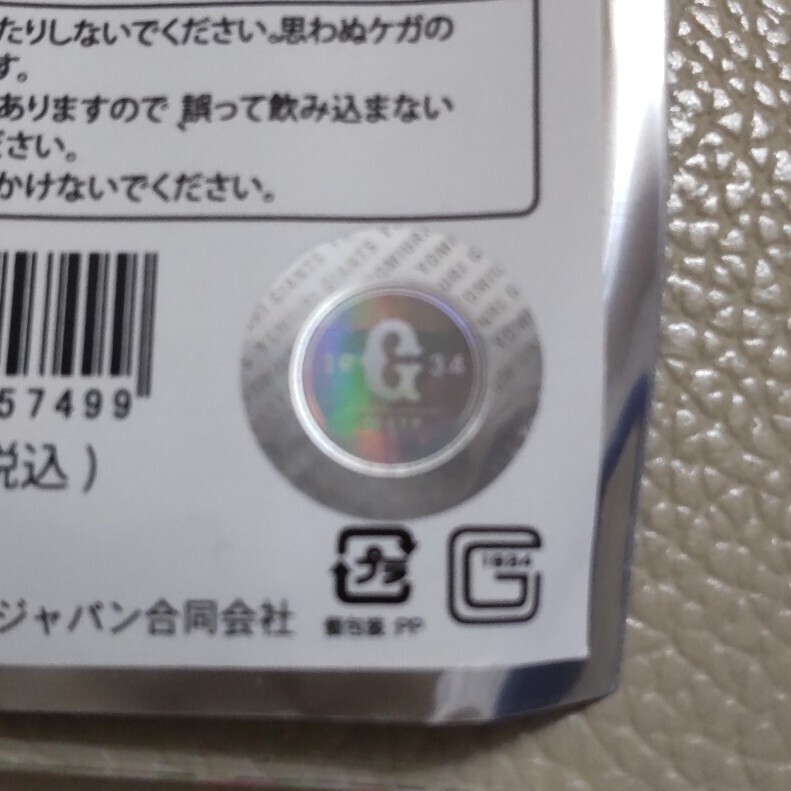 たりしないでください。思わぬケガの
す。
ありますので、誤って飲み込まない
ださい。
かけないでください。
GIANTS
YOMIURI
57499
税込)
G
34
プラ
1934
G
ジャパン合同会社
個包装 PP